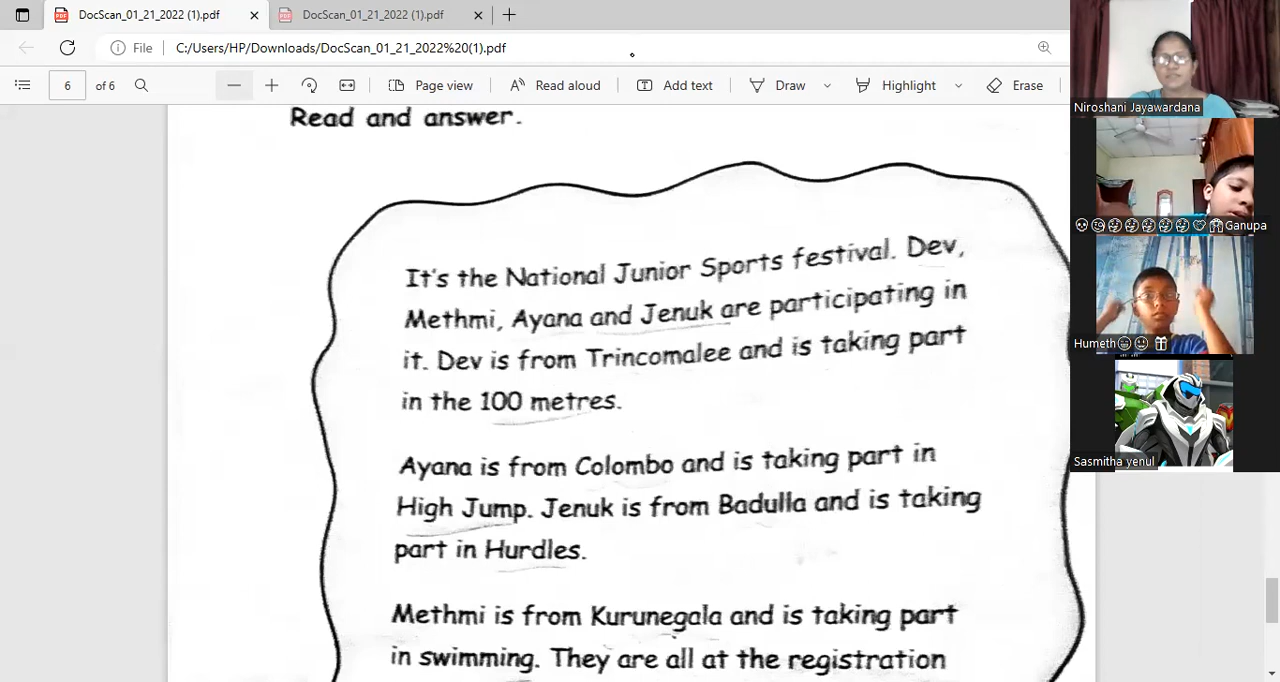 DocScan_01_21_2022 (1).pdf
DocScan_01_21_2022 (1).pdf
File C:/Users/HP/Downloads/DocScan_01_21_2022%20(1).pdf
6 of 6 Page view Read aloud Add text Draw Highlight Erase
Read and answer.
It's the National Junior Sports festival. Dev,
Methmi, Ayana and Jenuk are participating in
it. Dev is from Trincomalee and is taking part
in the 100 metres.
Ayana is from Colombo and is taking part in
High Jump. Jenuk is from Badulla and is taking
part in Hurdles.
Methmi is from Kurunegala and is taking part
in swimming. They are all at the registration
Niroshani Jayawardana
Ganupa
Humeth
Sasmitha yenul